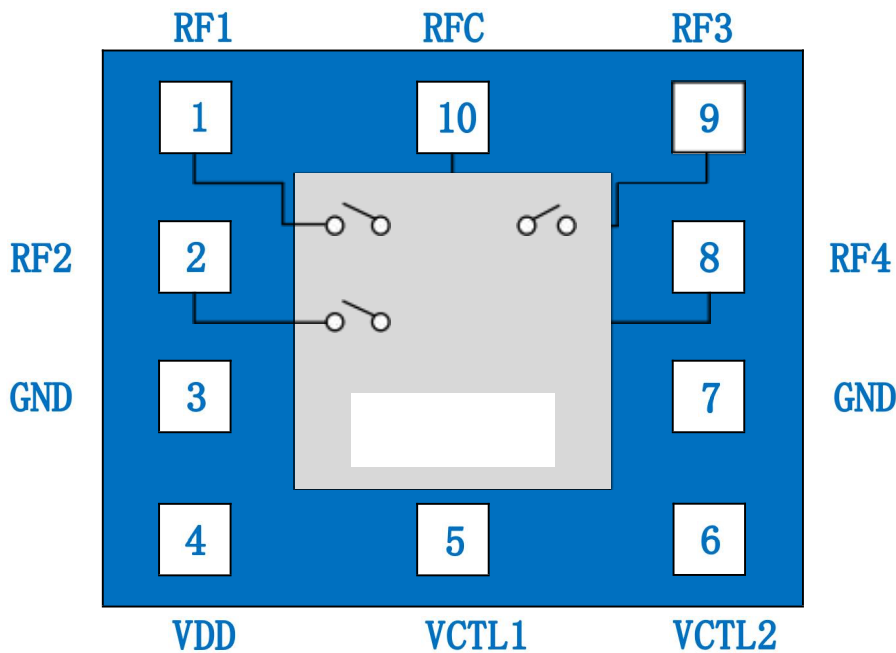 RF1 RFC RF3
1 10 9
RF2 2 8 RF4
GND 3 7 GND
4 5 6
VDD VCTL1 VCTL2